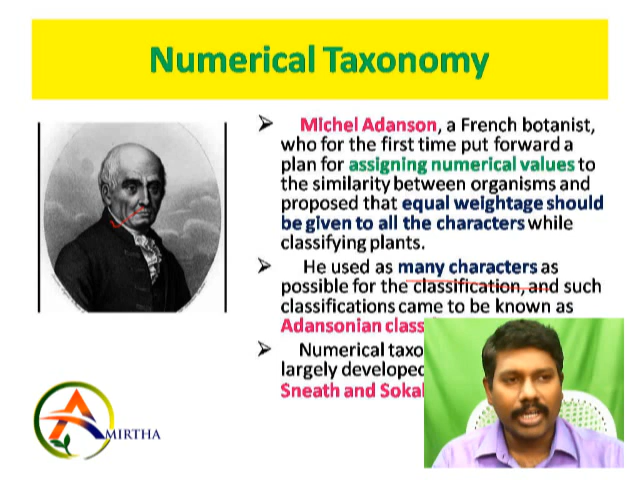 Numerical Taxonomy
➢ Michel Adanson, a French botanist,
who for the first time put forward a
plan for assigning numerical values to
the similarity between organisms and
proposed that equal weightage should
be given to all the characters while
classifying plants.
➢ He used as many characters as
possible for the classification, and such
classifications came to be known as
Adansonian class
➢ Numerical taxo
largely developed
Sneath and Sokal
AMIRTHA